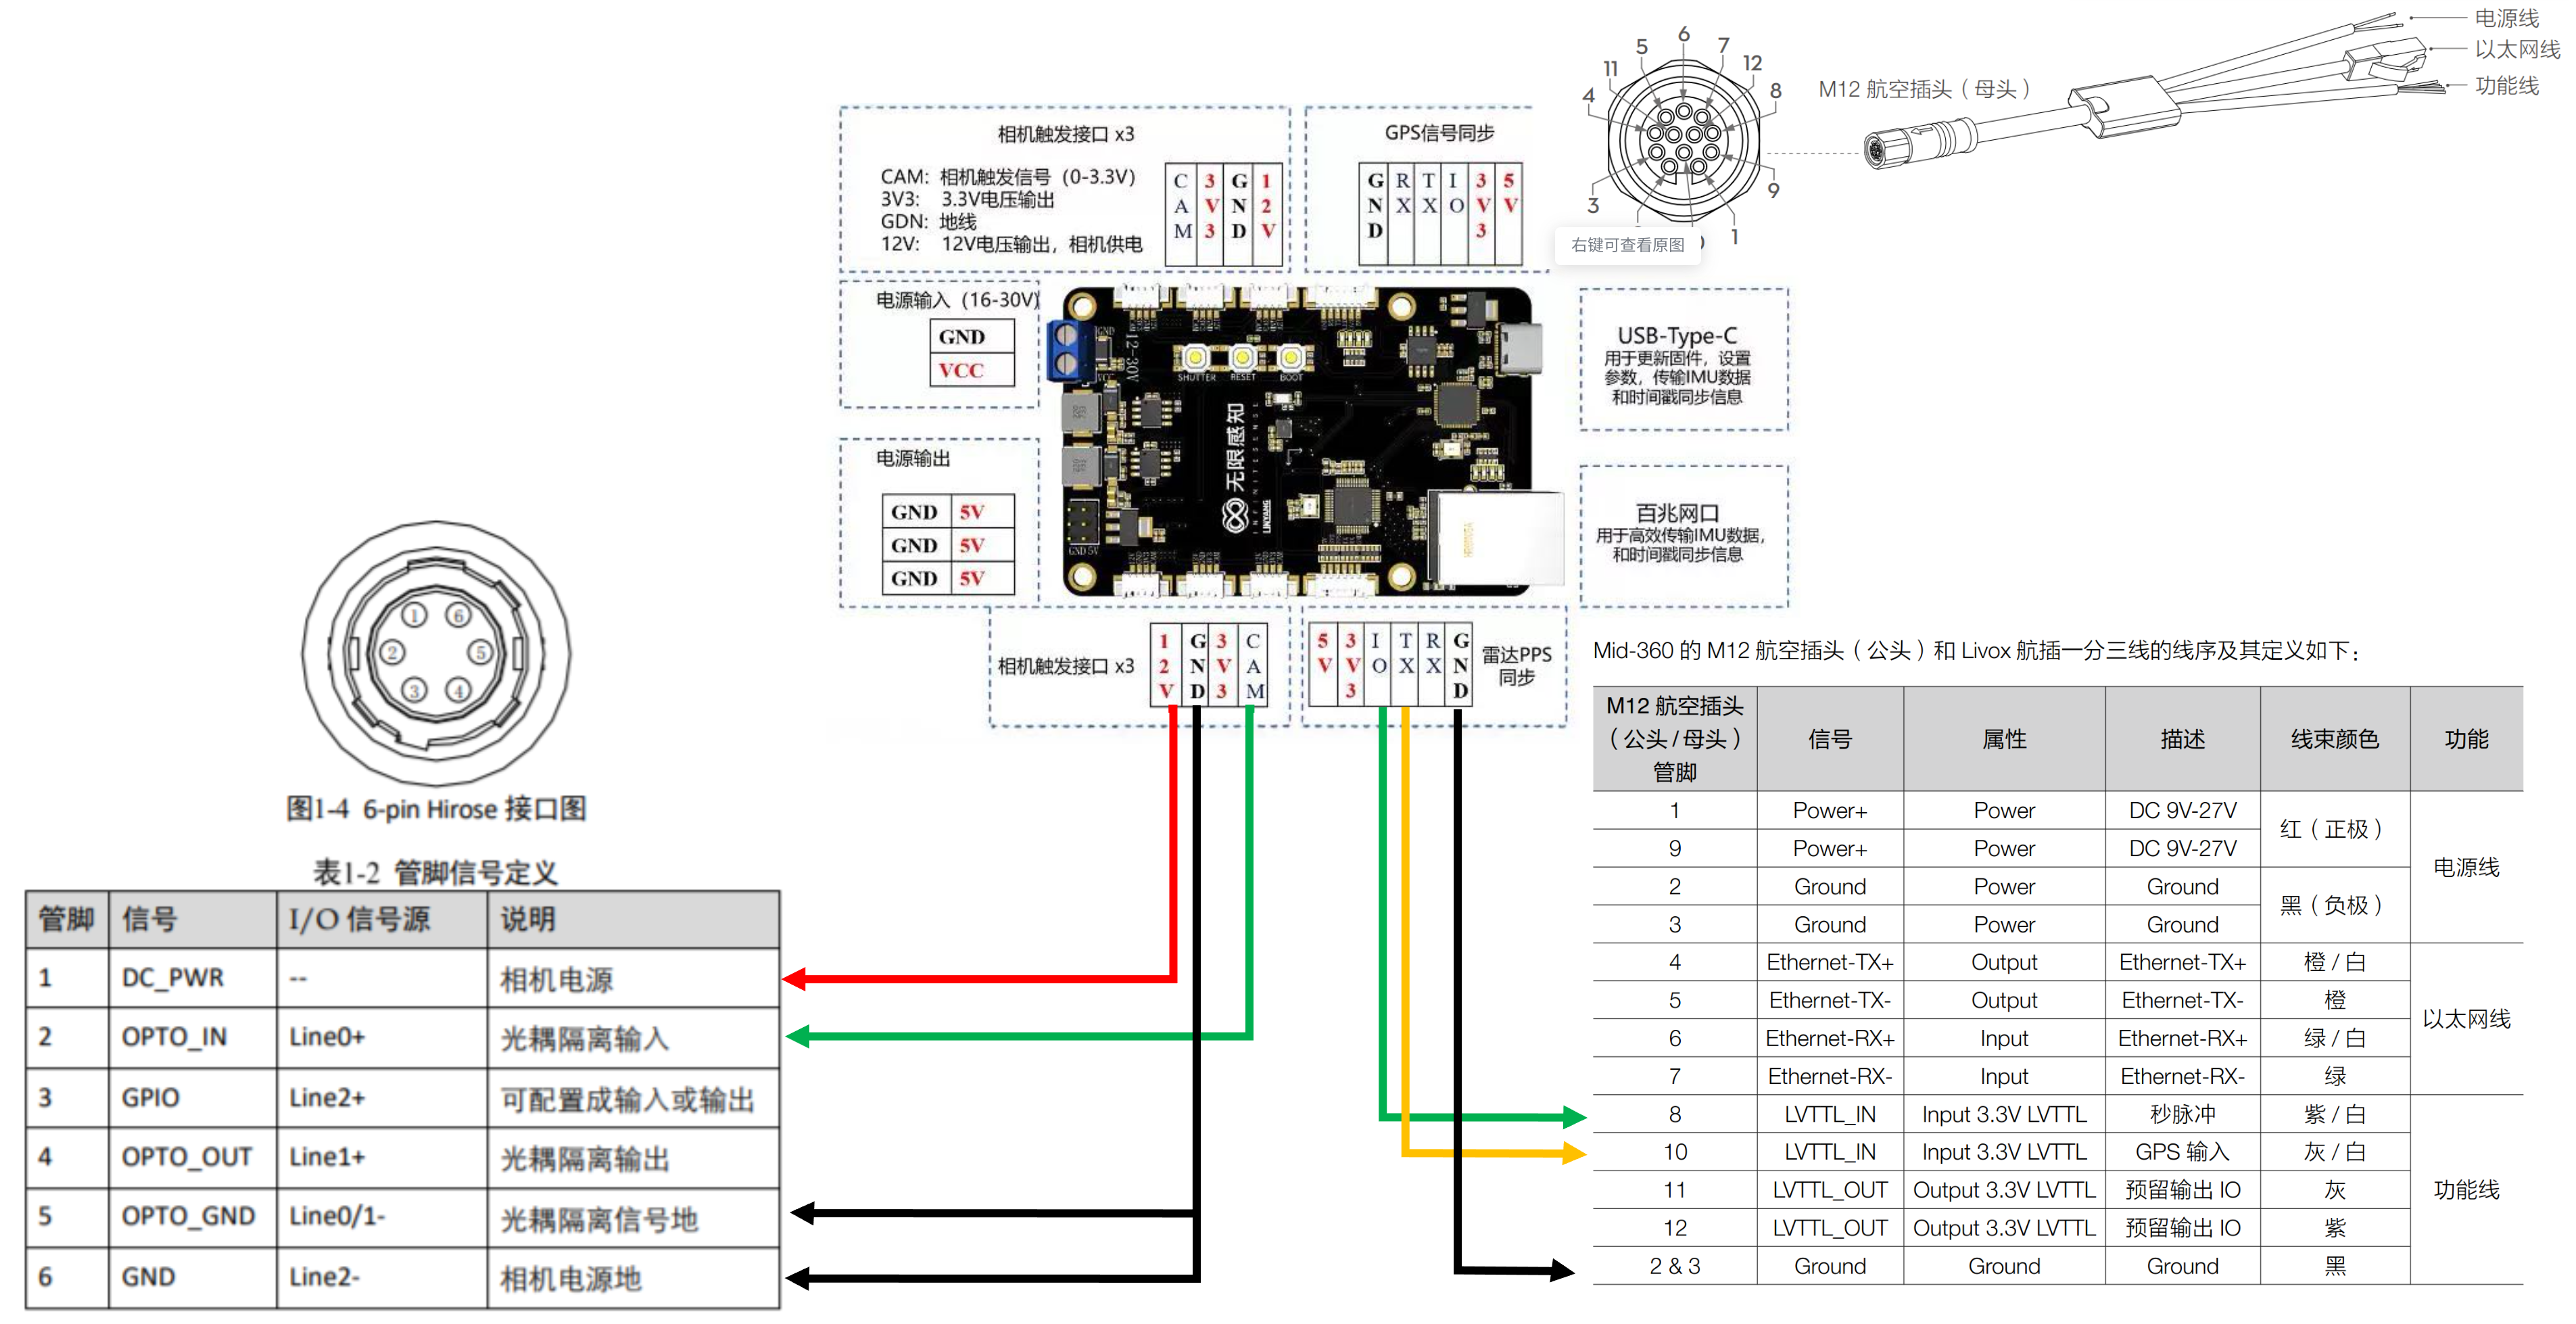 电源线
以太网线
功能线
M12 航空插头（母头）
6
5
7
11
12
4
8
3
9
1
右键可查看原图
相机触发接口 x3
CAM: 相机触发信号（0-3.3V）
3V3: 3.3V电压输出
GDN: 地线
12V: 12V电压输出，相机供电
CAM 3V3 GND 12V
GPS信号同步
GND RX TX IO 3V3 5V
电源输入（16-30V)
GND
VCC
GND
VCC
12-30V
SHUTTER RESET BOOT
无限感知
INFINITESENSE
LINYANG
GND 5V
USB-Type-C
用于更新固件，设置
参数，传输IMU数据
和时间戳同步信息
电源输出
GND 5V
GND 5V
GND 5V
百兆网口
用于高效传输IMU数据，
和时间戳同步信息
相机触发接口 x3
12V GND 3V3 CAM
5V 3V3 IO TX RX GND
雷达PPS
同步
1 6
2 5
3 4
图1-4 6-pin Hirose 接口图
表1-2 管脚信号定义
管脚 信号 I/O 信号源 说明
1 DC_PWR -- 相机电源
2 OPTO_IN Line0+ 光耦隔离输入
3 GPIO Line2+ 可配置成输入或输出
4 OPTO_OUT Line1+ 光耦隔离输出
5 OPTO_GND Line0/1- 光耦隔离信号地
6 GND Line2- 相机电源地
Mid-360 的 M12 航空插头（公头）和 Livox 航插一分三线的线序及其定义如下：
M12 航空插头
（公头/母头）
管脚
信号 属性 描述 线束颜色 功能
1 Power+ Power DC 9V-27V
红（正极）
9 Power+ Power DC 9V-27V
电源线
2 Ground Power Ground
黑（负极）
3 Ground Power Ground
4 Ethernet-TX+ Output Ethernet-TX+ 橙/白
5 Ethernet-TX- Output Ethernet-TX- 橙
以太网线
6 Ethernet-RX+ Input Ethernet-RX+ 绿/白
7 Ethernet-RX- Input Ethernet-RX- 绿
8 LVTTL_IN Input 3.3V LVTTL 秒脉冲 紫/白
10 LVTTL_IN Input 3.3V LVTTL GPS 输入 灰/白
11 LVTTL_OUT Output 3.3V LVTTL 预留输出 IO 灰
功能线
12 LVTTL_OUT Output 3.3V LVTTL 预留输出 IO 紫
2 & 3 Ground Ground Ground 黑